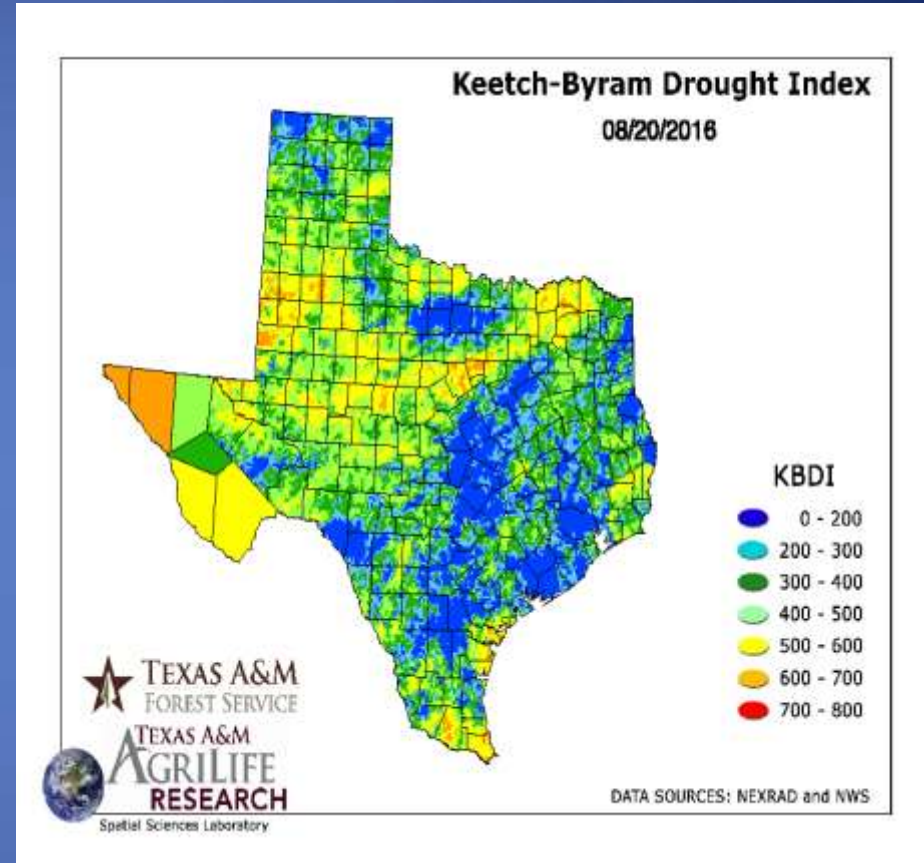 Keetch-Byram Drought Index
08/20/2016
KBDI
0 - 200
200 - 300
300 - 400
400 - 500
500 - 600
600 - 700
700 - 800
TEXAS A&M
FOREST SERVICE
TEXAS A&M
AGRILIFE
RESEARCH
Spatial Sciences Laboratory
DATA SOURCES: NEXRAD and NWS